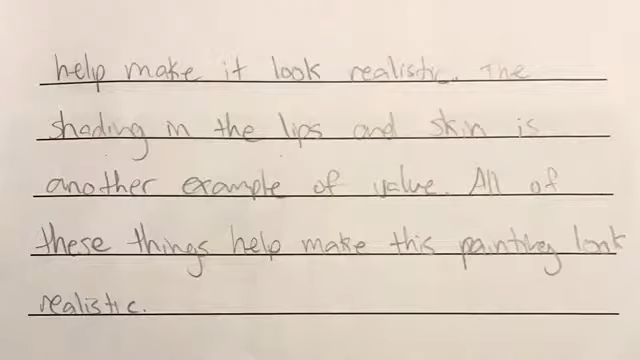 help make it look realistic. The
shading in the lips and skin is
another example of value. All of
these things help make this painting look
realistic.